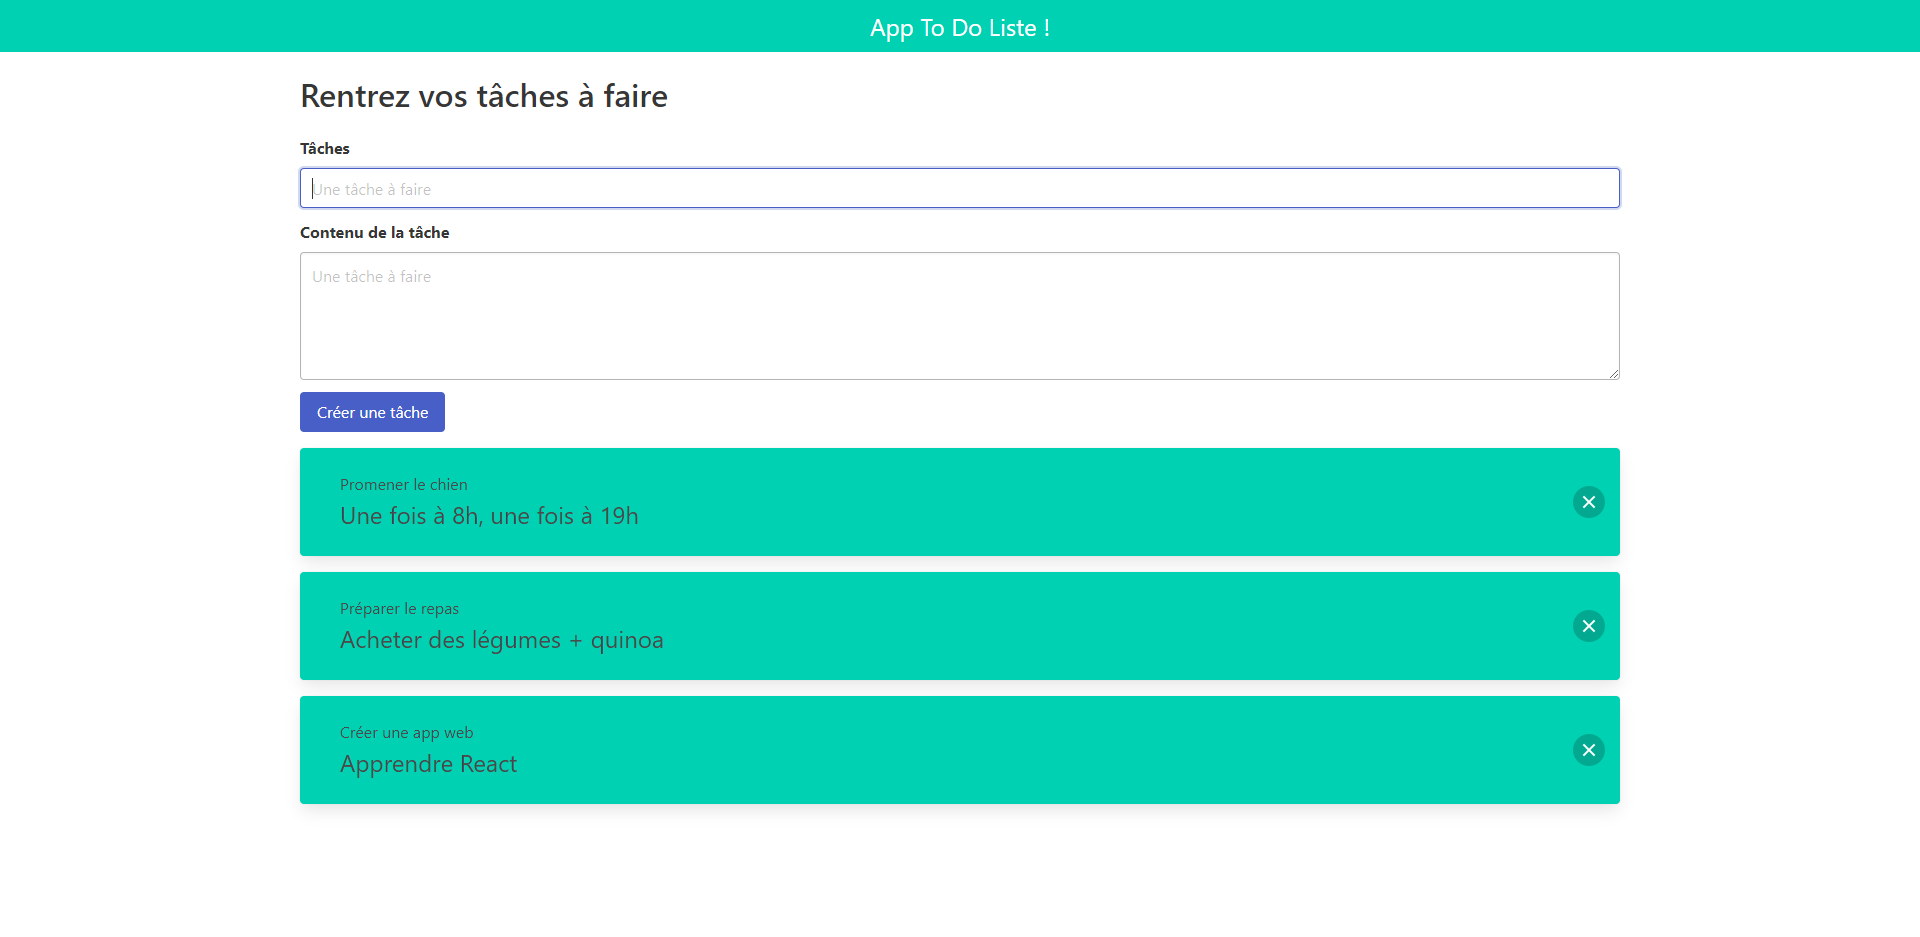 App To Do Liste !
Rentrez vos tâches à faire
Tâches
Une tâche à faire
Contenu de la tâche
Une tâche à faire
Créer une tâche
Promener le chien
Une fois à 8h, une fois à 19h
Préparer le repas
Acheter des légumes + quinoa
Créer une app web
Apprendre React